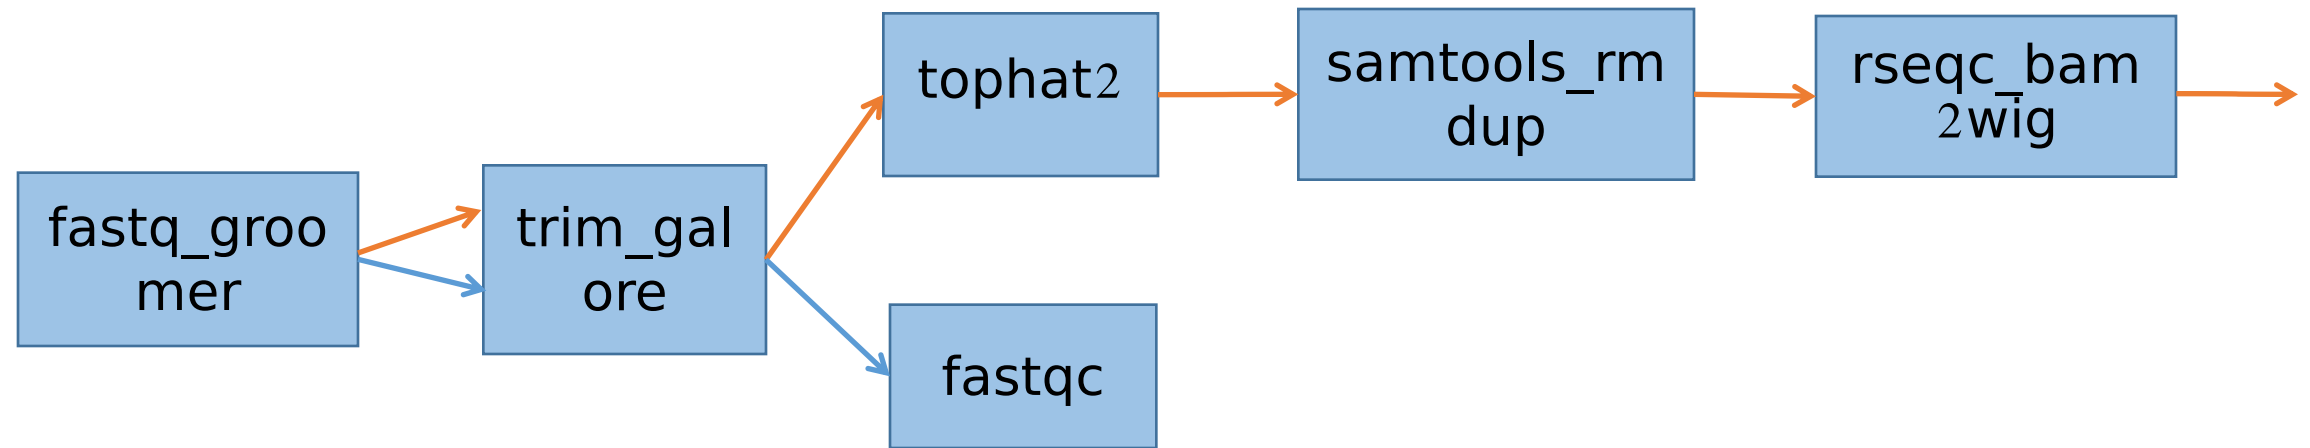 fastq_groo
mer
trim_gal
ore
tophat2
fastqc
samtools_rm
dup
rseqc_bam
2wig